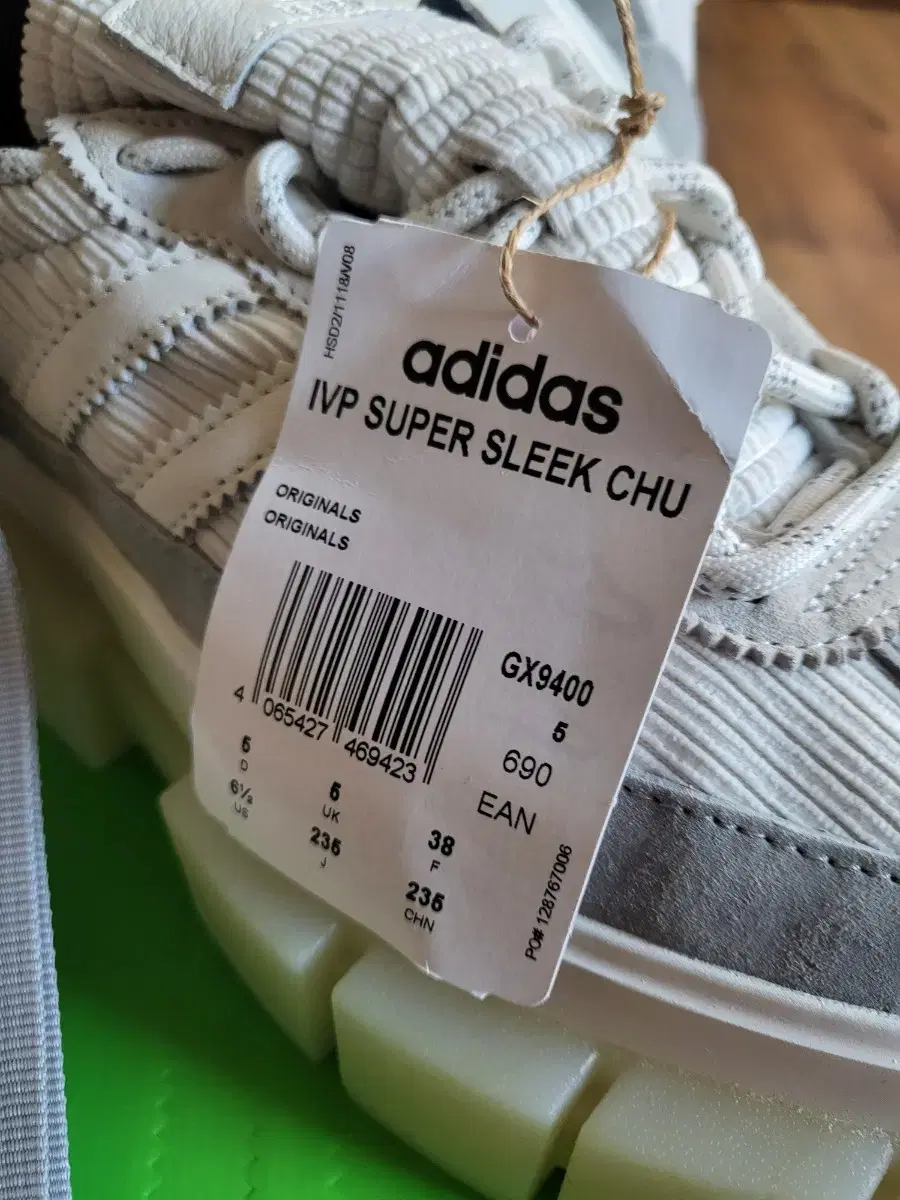 HSD2/1118/V/08
adidas
IVP SUPER SLEEK CHU
ORIGINALS
ORIGINALS
GX9400
5
690
EAN
4 065427 469423
5
D
6½
US
5
UK
235
J
38
F
235
CHN
PO# 128767006